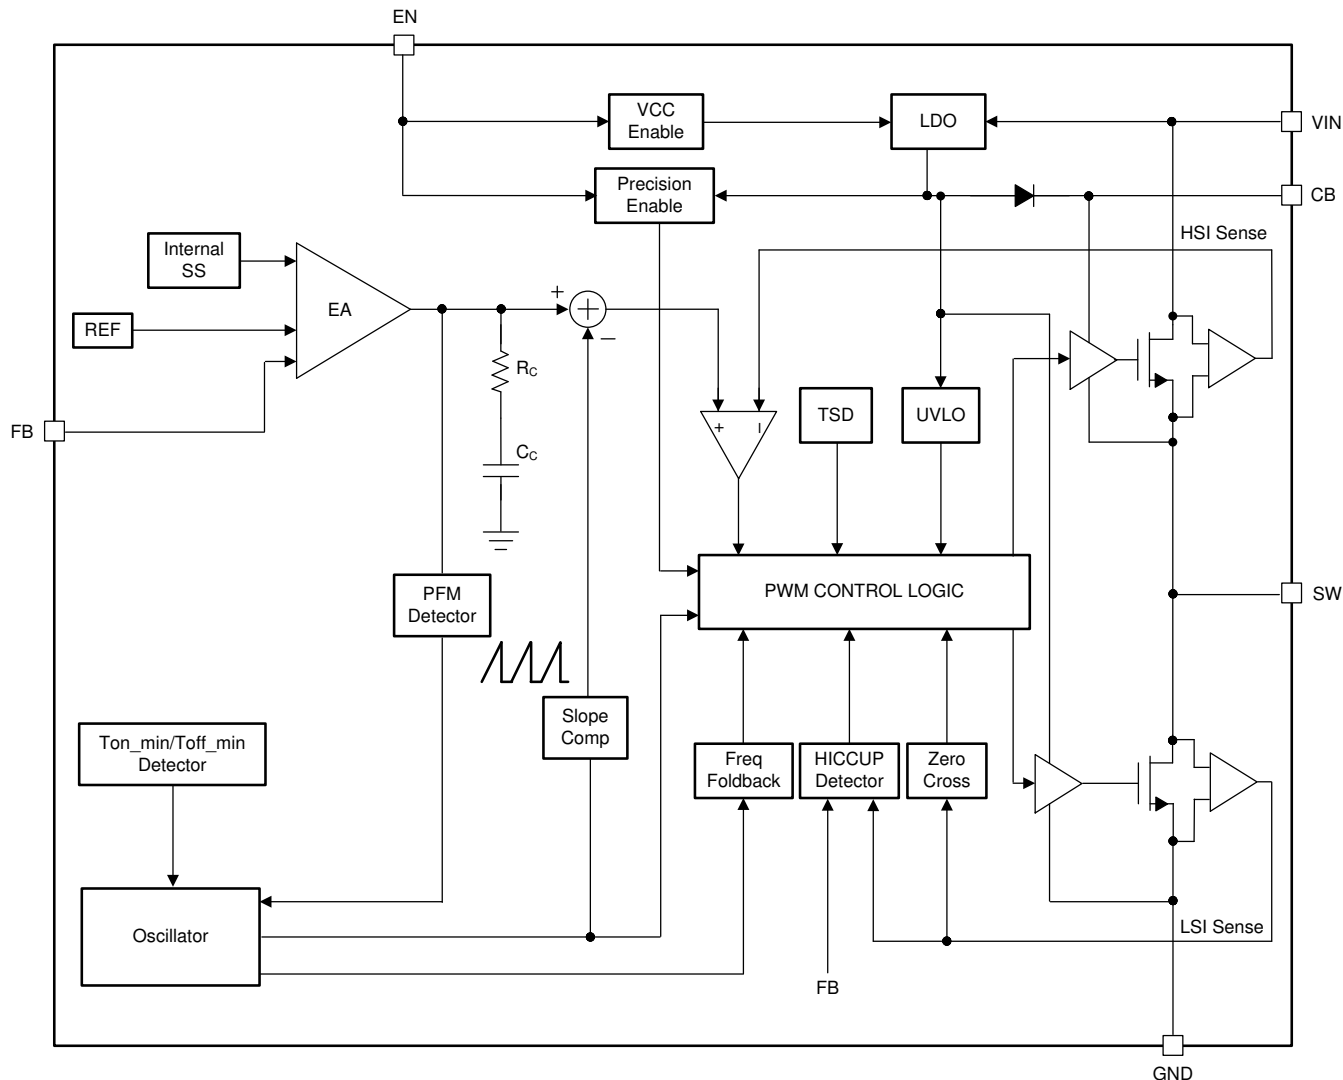 EN
VCC
Enable
LDO
VIN
Precision
Enable
CB
HSI Sense
Internal
SS
EA
+
+
−
REF
RC
FB
TSD
UVLO
+
−
CC
PWM CONTROL LOGIC
SW
PFM
Detector
Slope
Comp
Ton_min/Toff_min
Detector
Freq
Foldback
HICCUP
Detector
Zero
Cross
Oscillator
LSI Sense
FB
GND